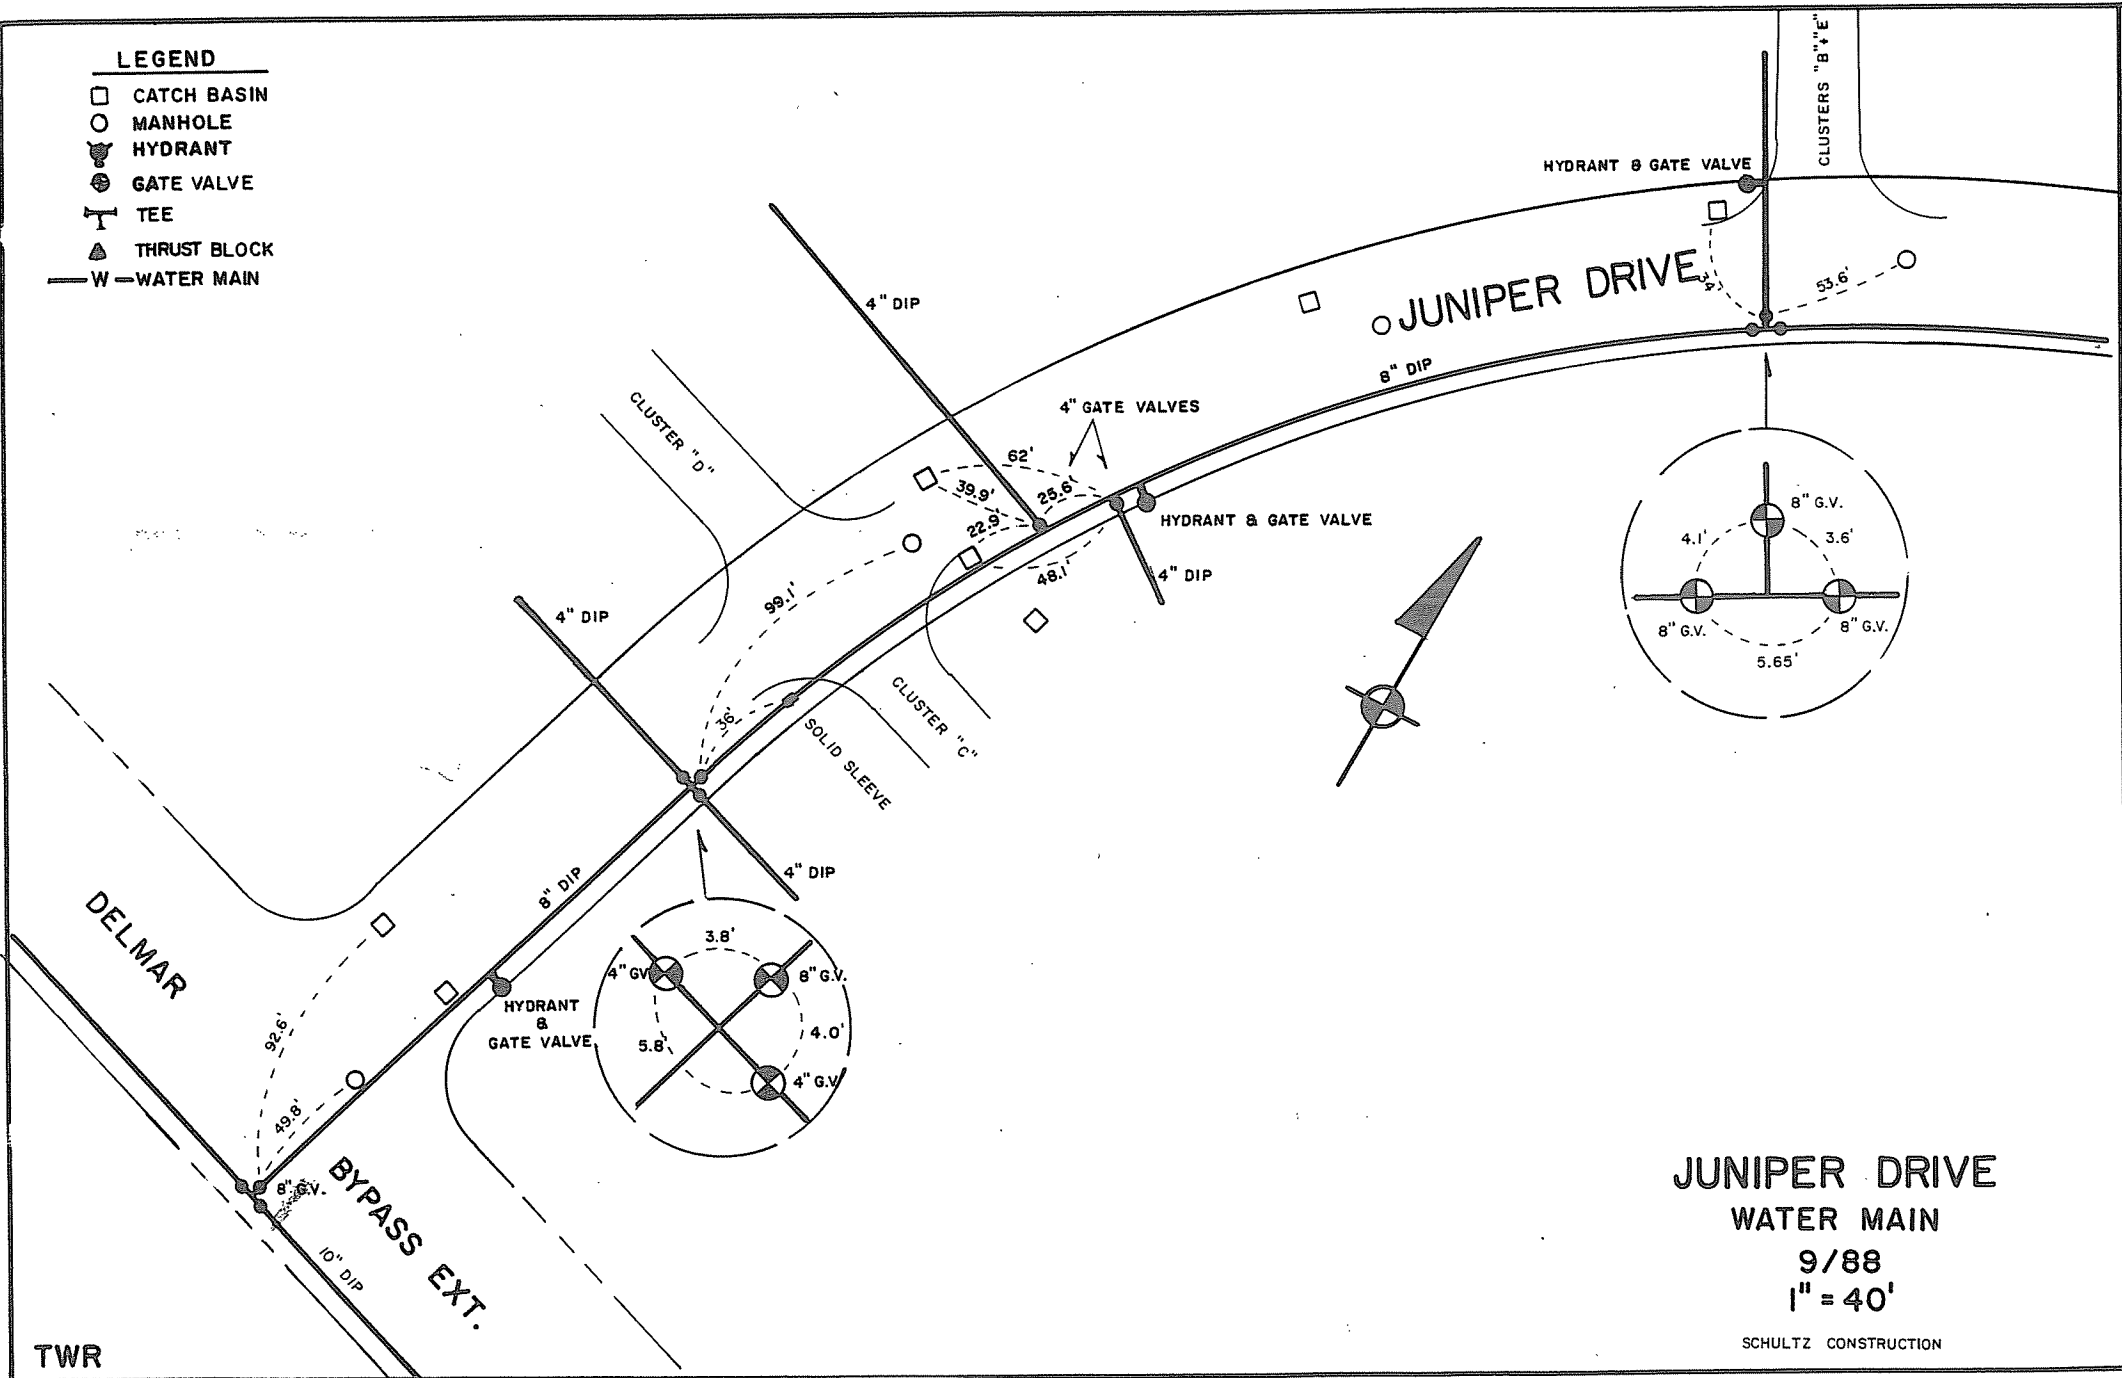 LEGEND
CATCH BASIN
MANHOLE
HYDRANT
GATE VALVE
TEE
THRUST BLOCK
W WATER MAIN
CLUSTERS "B"+"E"
HYDRANT & GATE VALVE
JUNIPER DRIVE
34'
53.6'
4" DIP
8" DIP
4" GATE VALVES
CLUSTER "D"
62'
39.9'
25.6'
22.9'
HYDRANT & GATE VALVE
48.1'
4" DIP
8" G.V.
4.1'
3.6'
8" G.V.
8" G.V.
5.65'
99.1'
4" DIP
36'
SOLID SLEEVE
CLUSTER "C"
4" DIP
8" DIP
DELMAR
BYPASS EXT.
92.6'
49.8'
8" G.V.
10" DIP
HYDRANT
&
GATE VALVE
3.8'
4" GV
8" G.V.
5.8'
4.0'
4" G.V.
JUNIPER DRIVE
WATER MAIN
9/88
1" = 40'
SCHULTZ CONSTRUCTION
TWR